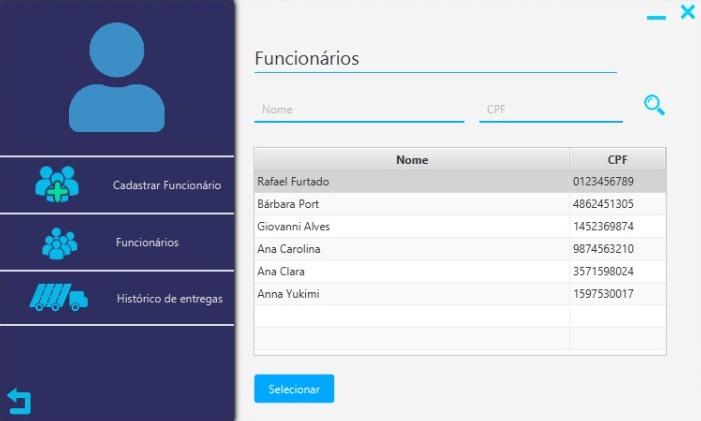 Funcionários
Nome CPF
Cadastrar Funcionário
Funcionários
Histórico de entregas
Nome CPF
Rafael Furtado 0123456789
Bárbara Port 4862451305
Giovanni Alves 1452369874
Ana Carolina 9874563210
Ana Clara 3571598024
Anna Yukimi 1597530017
Selecionar